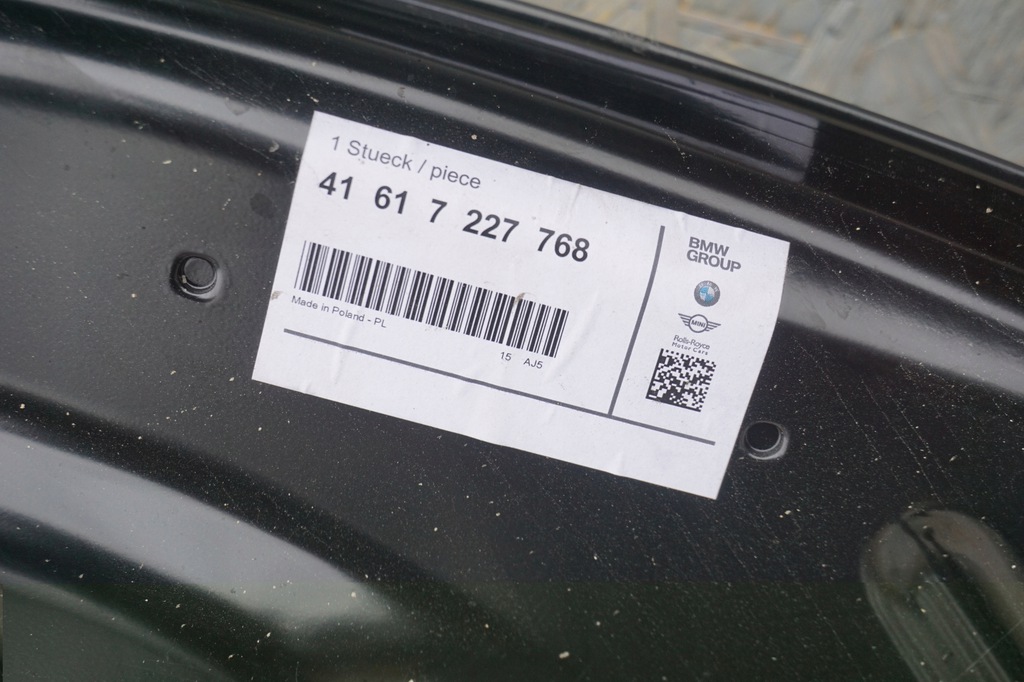 1 Stueck / piece
41 61 7 227 768
Made in Poland - PL
15 AJ5
BMW
GROUP
MINI
Rolls-Royce
Motor Cars